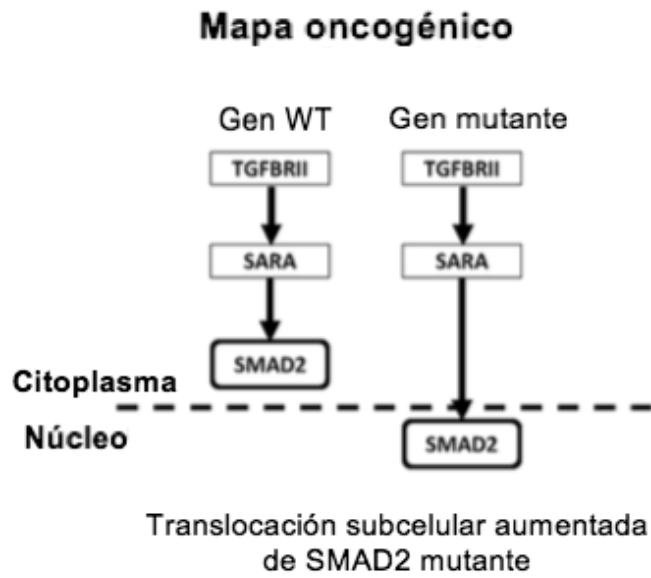 Mapa oncogénico
Gen WT Gen mutante
TGFBRII TGFBRII
SARA SARA
SMAD2
Citoplasma
Núcleo
SMAD2
Translocación subcelular aumentada
de SMAD2 mutante